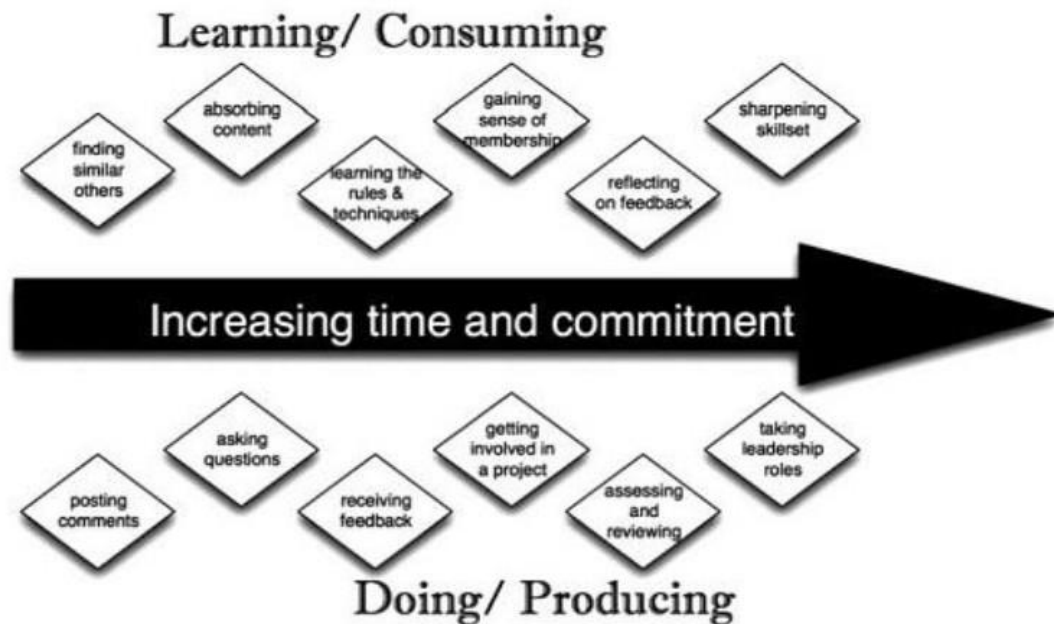 Learning/ Consuming
finding
similar
others
absorbing
content
learning the
rules &
techniques
gaining
sense of
membership
reflecting
on feedback
sharpening
skillset
Increasing time and commitment
posting
comments
asking
questions
receiving
feedback
getting
involved in
a project
assessing
and
reviewing
taking
leadership
roles
Doing/ Producing